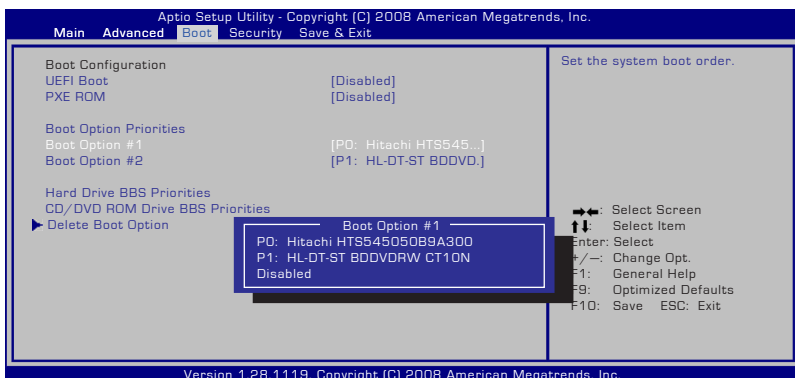 Aptio Setup Utility - Copyright (C) 2008 American Megatrends, Inc.
Main Advanced Boot Security Save & Exit
Boot Configuration
UEFI Boot [Disabled]
PXE ROM [Disabled]
Boot Option Priorities
Boot Option #1 [P0: Hitachi HTS545...]
Boot Option #2 [P1: HL-DT-ST BDDVD.]
Hard Drive BBS Priorities
CD/DVD ROM Drive BBS Priorities
Delete Boot Option
Boot Option #1
P0: Hitachi HTS545050B9A300
P1: HL-DT-ST BDDVDRW CT10N
Disabled
Set the system boot order.
→←: Select Screen
↑↓: Select Item
Enter: Select
+/—: Change Opt.
F1: General Help
F9: Optimized Defaults
F10: Save ESC: Exit
Version 1.28.1119. Copyright (C) 2008 American Megatrends, Inc.